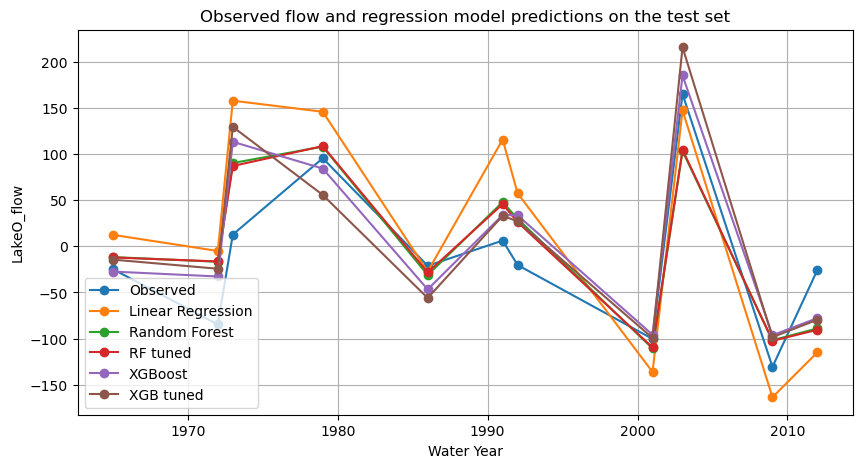 Observed flow and regression model predictions on the test set
LakeO_flow
200
150
100
50
0
−50
−100
−150
Observed
Linear Regression
Random Forest
RF tuned
XGBoost
XGB tuned
1970
1980
1990
2000
2010
Water Year